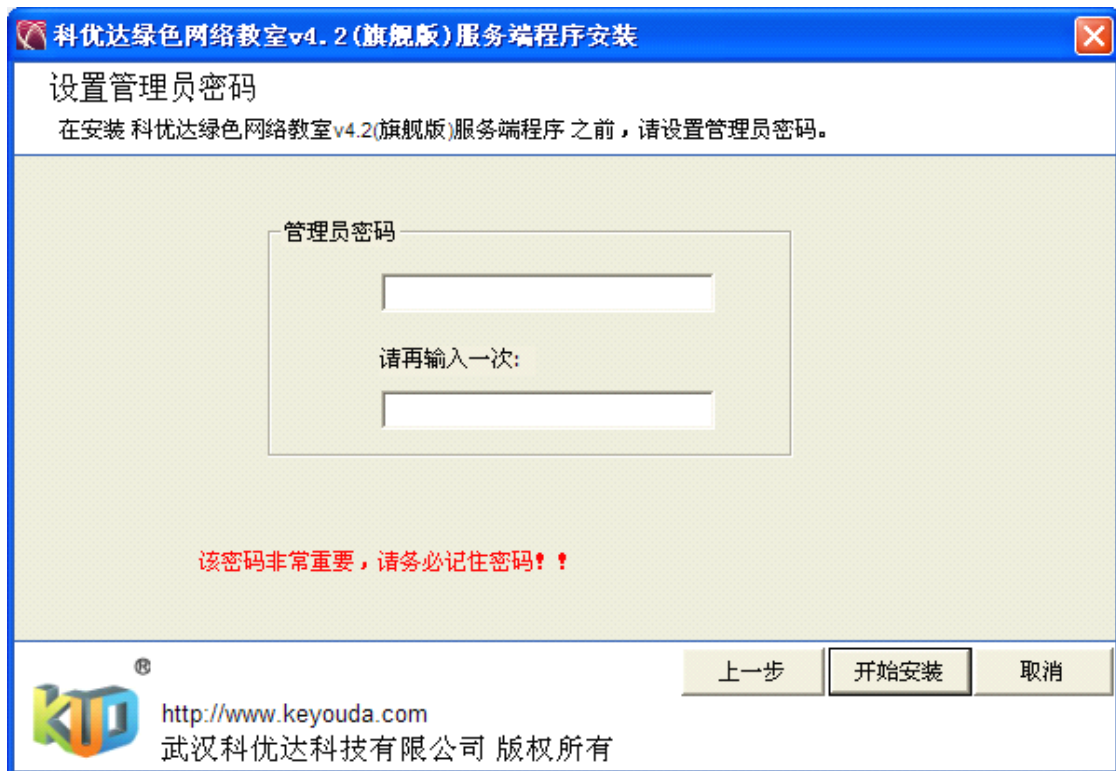 科优达绿色网络教室v4.2(旗舰版)服务端程序安装
设置管理员密码
在安装 科优达绿色网络教室v4.2(旗舰版)服务端程序 之前，请设置管理员密码。
管理员密码
请再输入一次:
该密码非常重要，请务必记住密码！！
上一步 开始安装 取消
KYD ®
http://www.keyouda.com
武汉科优达科技有限公司 版权所有